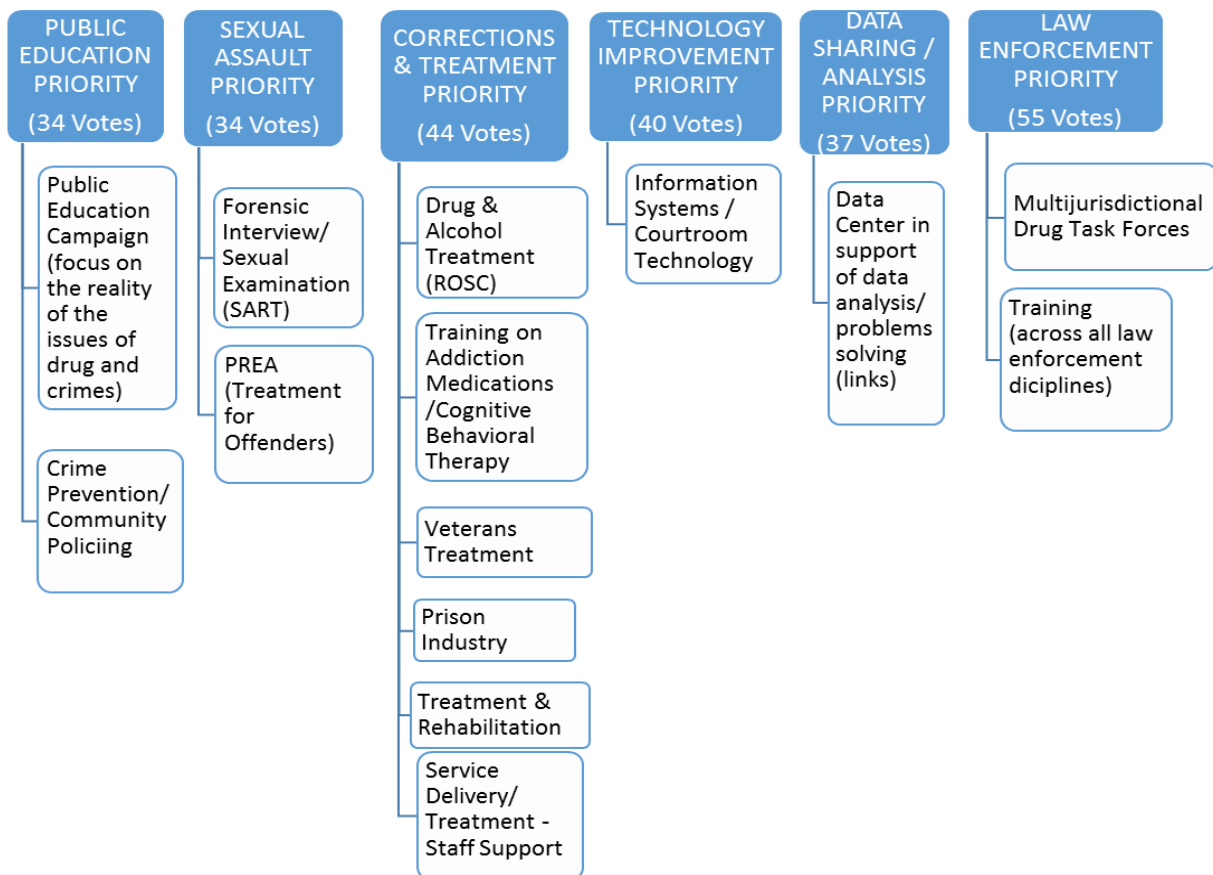 PUBLIC
EDUCATION
PRIORITY
(34 Votes)
Public
Education
Campaign
(focus on
the reality
of the
issues of
drug and
crimes)
Crime
Prevention/
Community
Policiing
SEXUAL
ASSAULT
PRIORITY
(34 Votes)
Forensic
Interview/
Sexual
Examination
(SART)
PREA
(Treatment
for
Offenders)
CORRECTIONS
& TREATMENT
PRIORITY
(44 Votes)
Drug &
Alcohol
Treatment
(ROSC)
Training on
Addiction
Medications
/Cognitive
Behavioral
Therapy
Veterans
Treatment
Prison
Industry
Treatment &
Rehabilitation
Service
Delivery/
Treatment -
Staff Support
TECHNOLOGY
IMPROVEMENT
PRIORITY
(40 Votes)
Information
Systems /
Courtroom
Technology
DATA
SHARING /
ANALYSIS
PRIORITY
(37 Votes)
Data
Center in
support
of data
analysis/
problems
solving
(links)
LAW
ENFORCEMENT
PRIORITY
(55 Votes)
Multijurisdictional
Drug Task Forces
Training
(across all law
enforcement
diciplines)